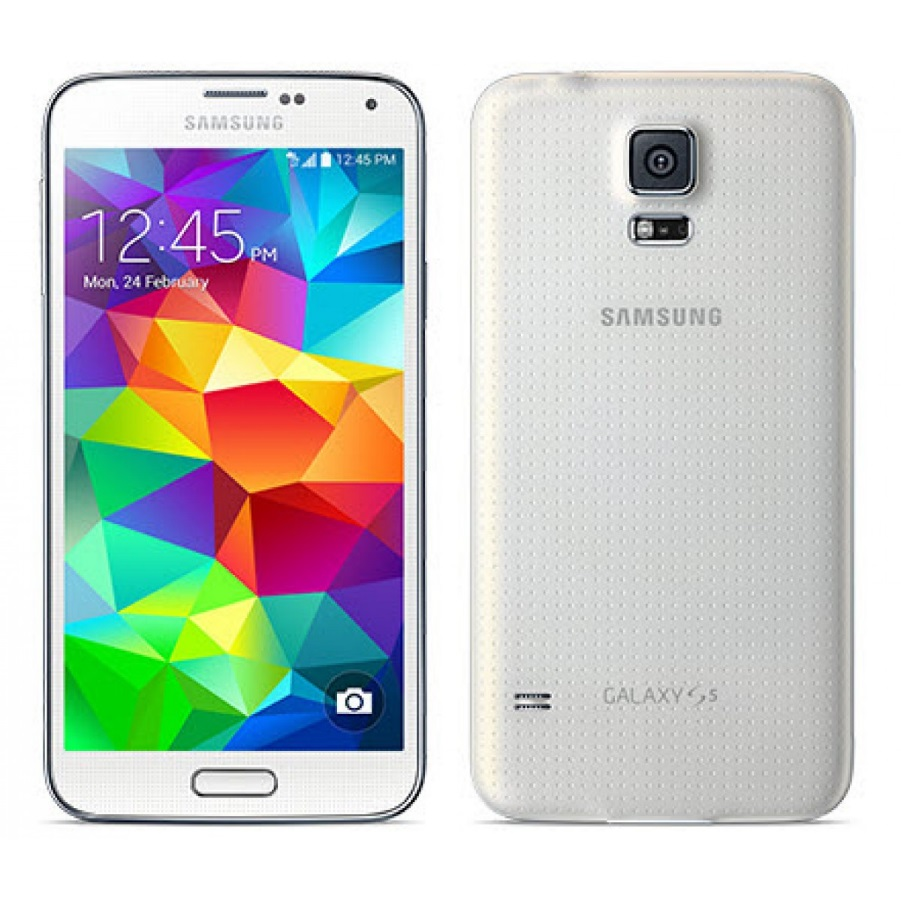 SAMSUNG
12:45 PM
12:45 PM
Mon, 24 February
SAMSUNG
GALAXY S5